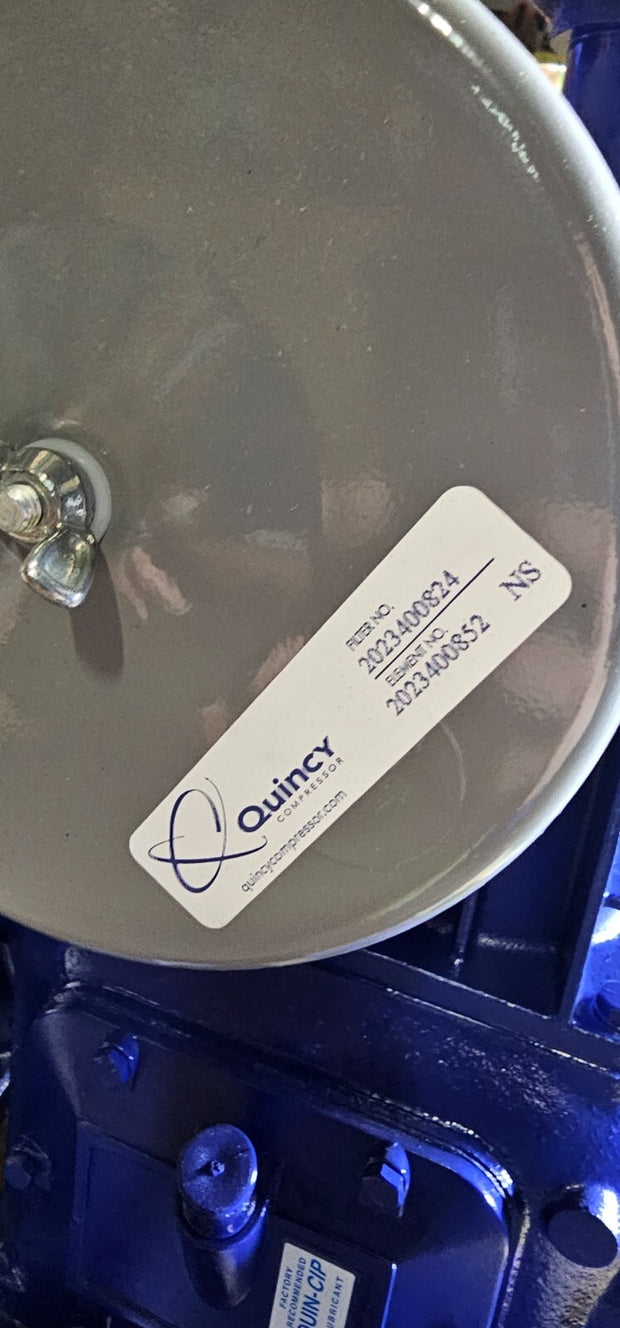 Quincy
COMPRESSOR
quincycompressor.com
FILTER NO.
2023400824
ELEMENT NO.
2023400852
NS
FACTORY
RECOMMENDED
QUIN-CIP
LUBRICANT